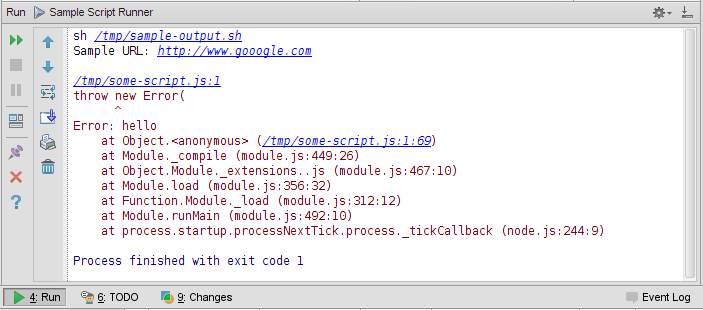 Run Sample Script Runner
sh /tmp/sample-output.sh
Sample URL: http://www.gooogle.com
/tmp/some-script.js:1
throw new Error(
^
Error: hello
at Object.<anonymous> (/tmp/some-script.js:1:69)
at Module._compile (module.js:449:26)
at Object.Module._extensions..js (module.js:467:10)
at Module.load (module.js:356:32)
at Function.Module._load (module.js:312:12)
at Module.runMain (module.js:492:10)
at process.startup.processNextTick.process._tickCallback (node.js:244:9)
Process finished with exit code 1
4: Run 6: TODO 9: Changes Event Log